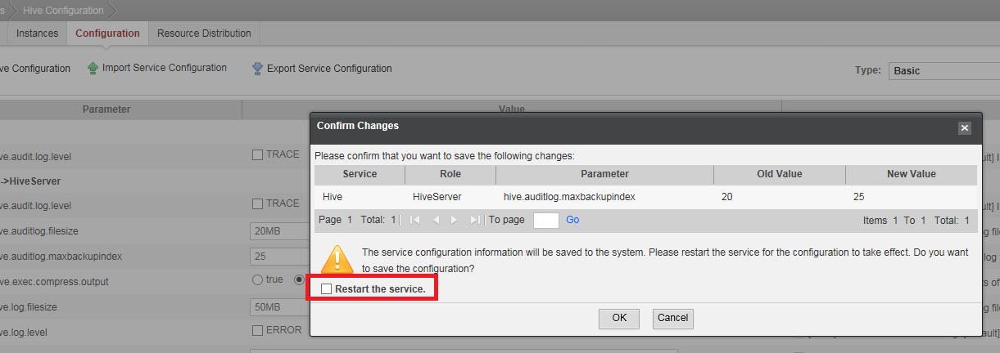 s Hive Configuration
Instances Configuration Resource Distribution
ve Configuration Import Service Configuration Export Service Configuration Type: Basic
Parameter Value
Confirm Changes
Please confirm that you want to save the following changes:
ve.audit.log.level TRACE
Service Role Parameter Old Value New Value
->HiveServer
Hive HiveServer hive.auditlog.maxbackupindex 20 25
ve.audit.log.level TRACE
Page 1 Total: 1 To page Go Items 1 To 1 Total: 1
ve.auditlog.filesize 20MB
ve.auditlog.maxbackupindex 25
The service configuration information will be saved to the system. Please restart the service for the configuration to take effect. Do you want
to save the configuration?
ve.exec.compress.output true
Restart the service.
ve.log.filesize 50MB
OK Cancel
ve.log.level ERROR